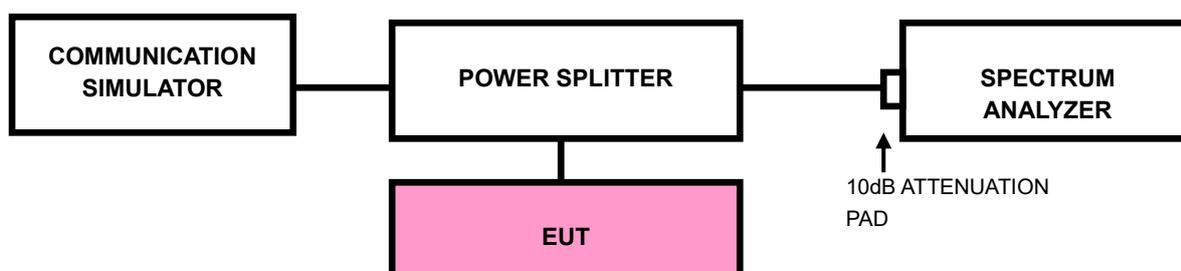 COMMUNICATION
SIMULATOR
POWER SPLITTER
SPECTRUM
ANALYZER
10dB ATTENUATION
PAD
EUT